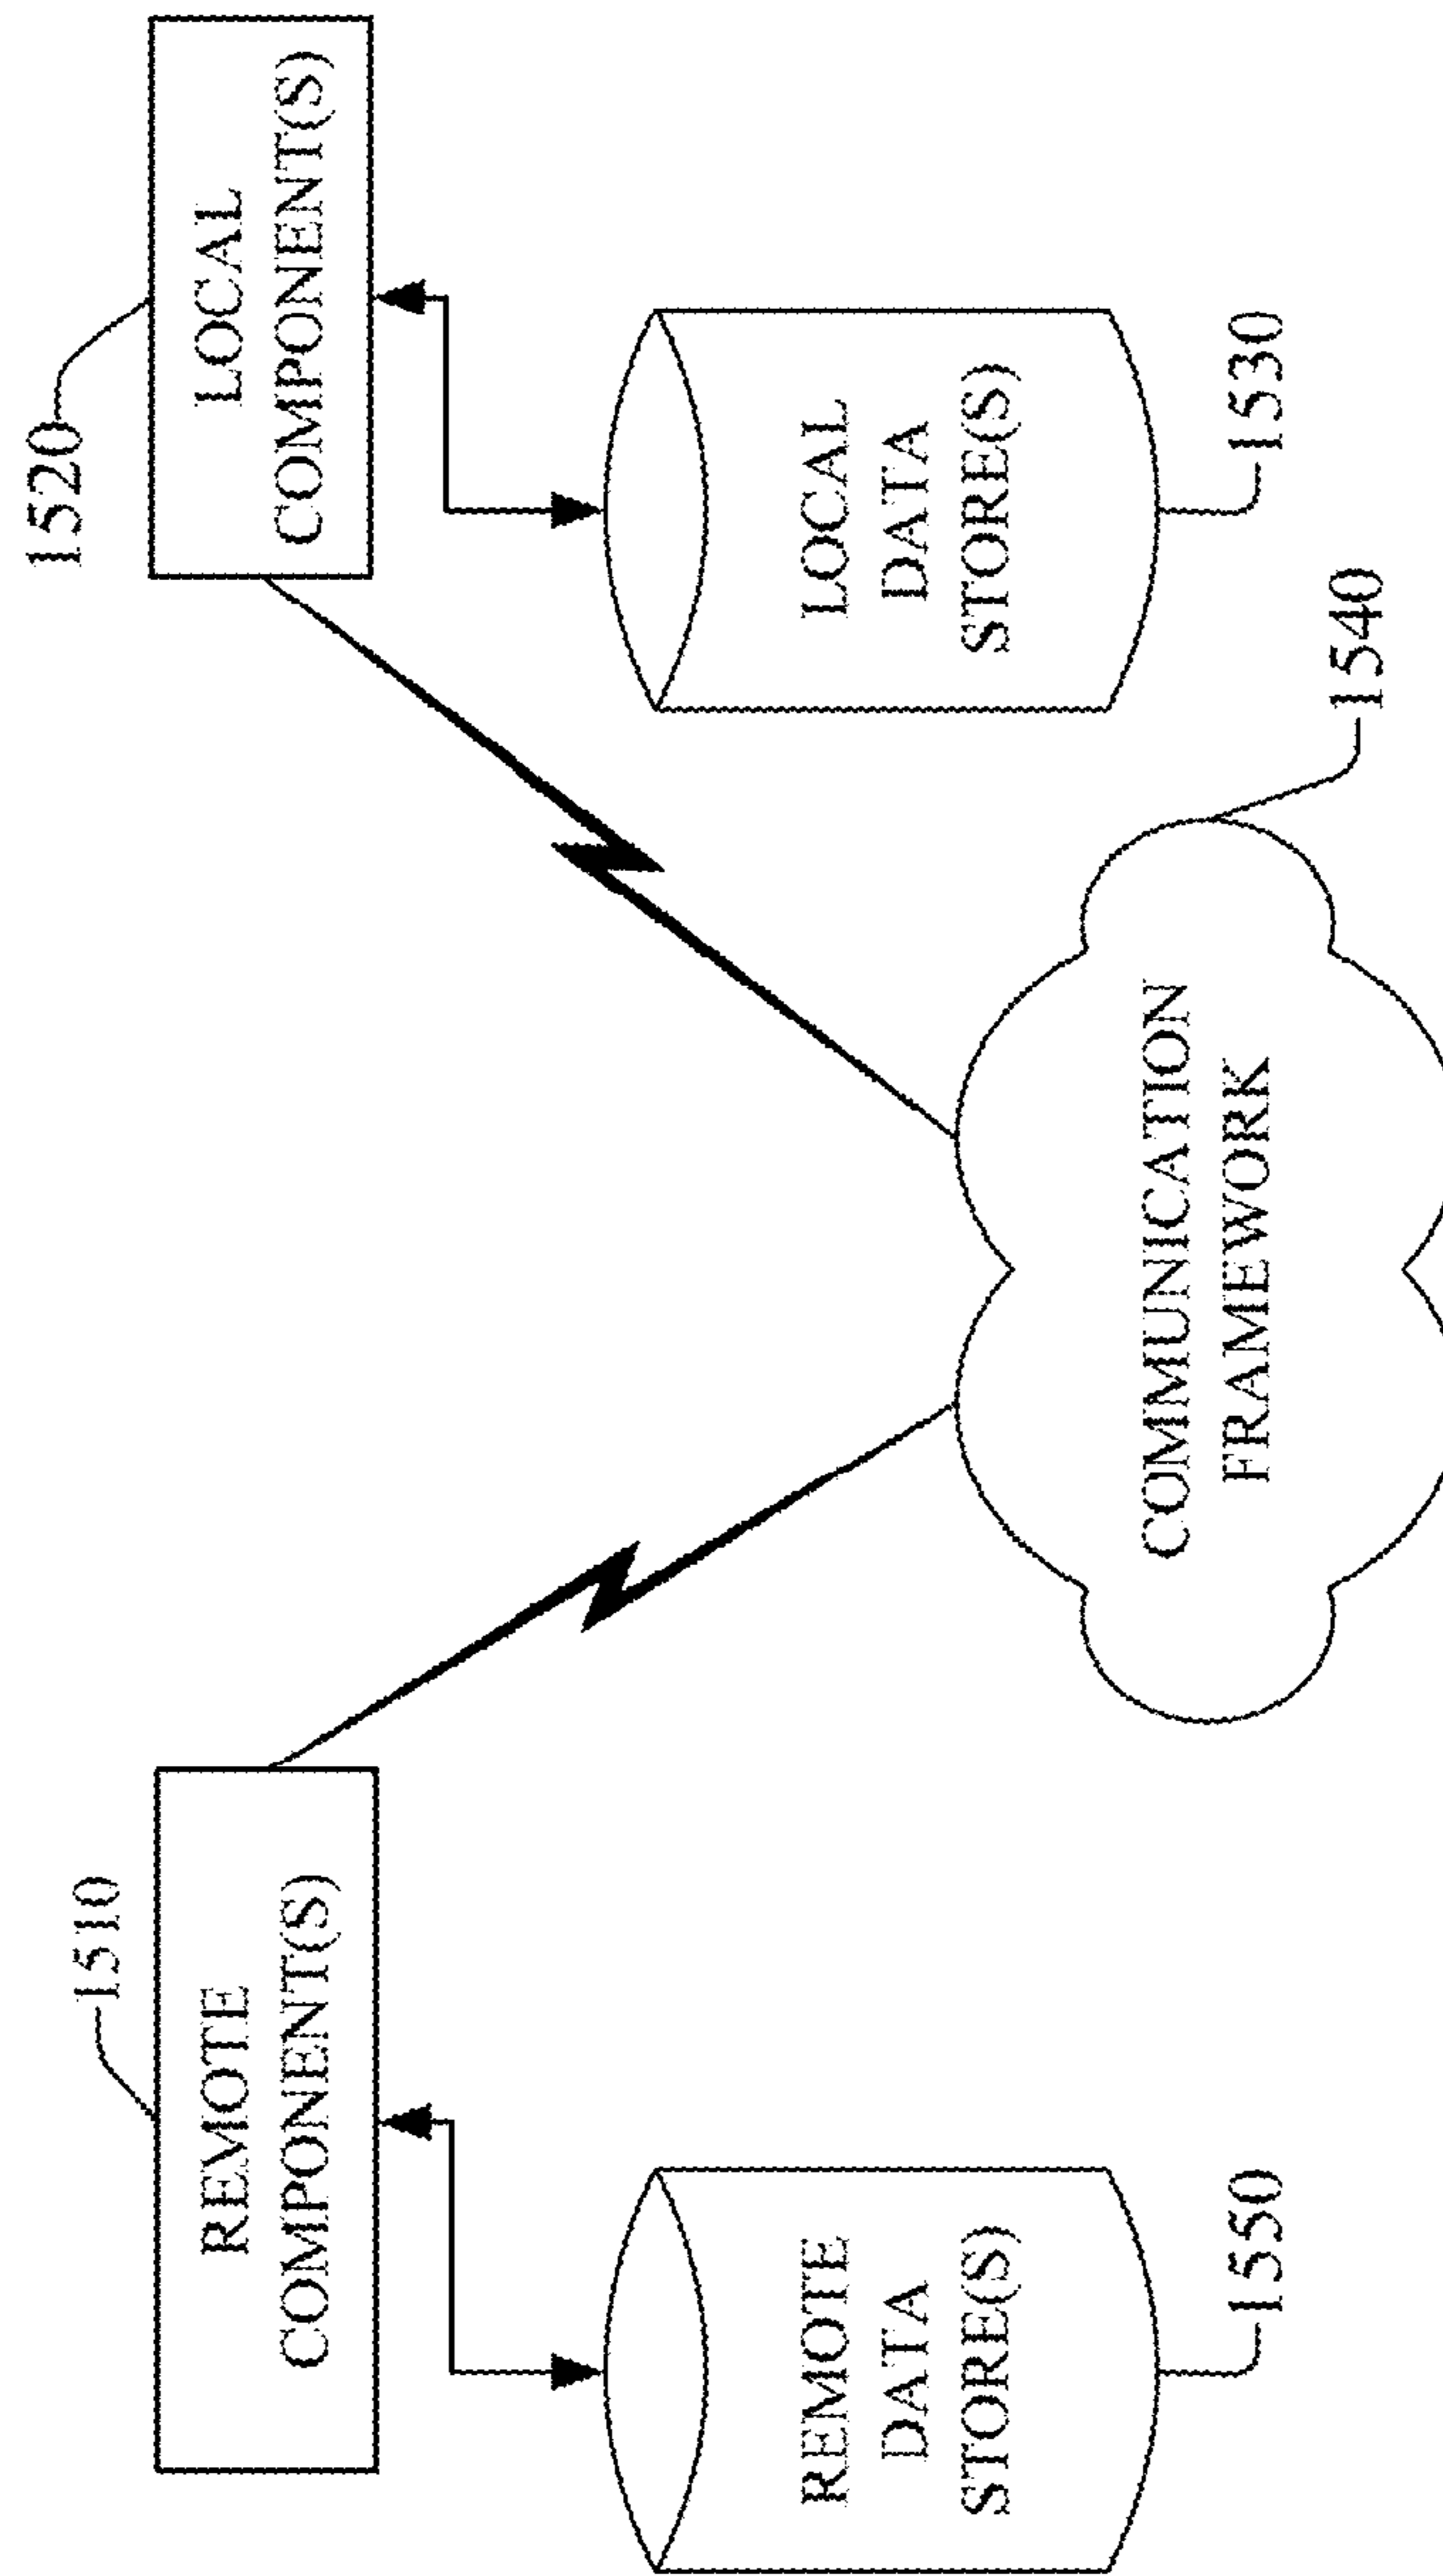 1510
REMOTE
COMPONENT(S)
1520
LOCAL
COMPONENT(S)
REMOTE
DATA
STORE(S)
1550
LOCAL
DATA
STORE(S)
1530
COMMUNICATION
FRAMEWORK
1540